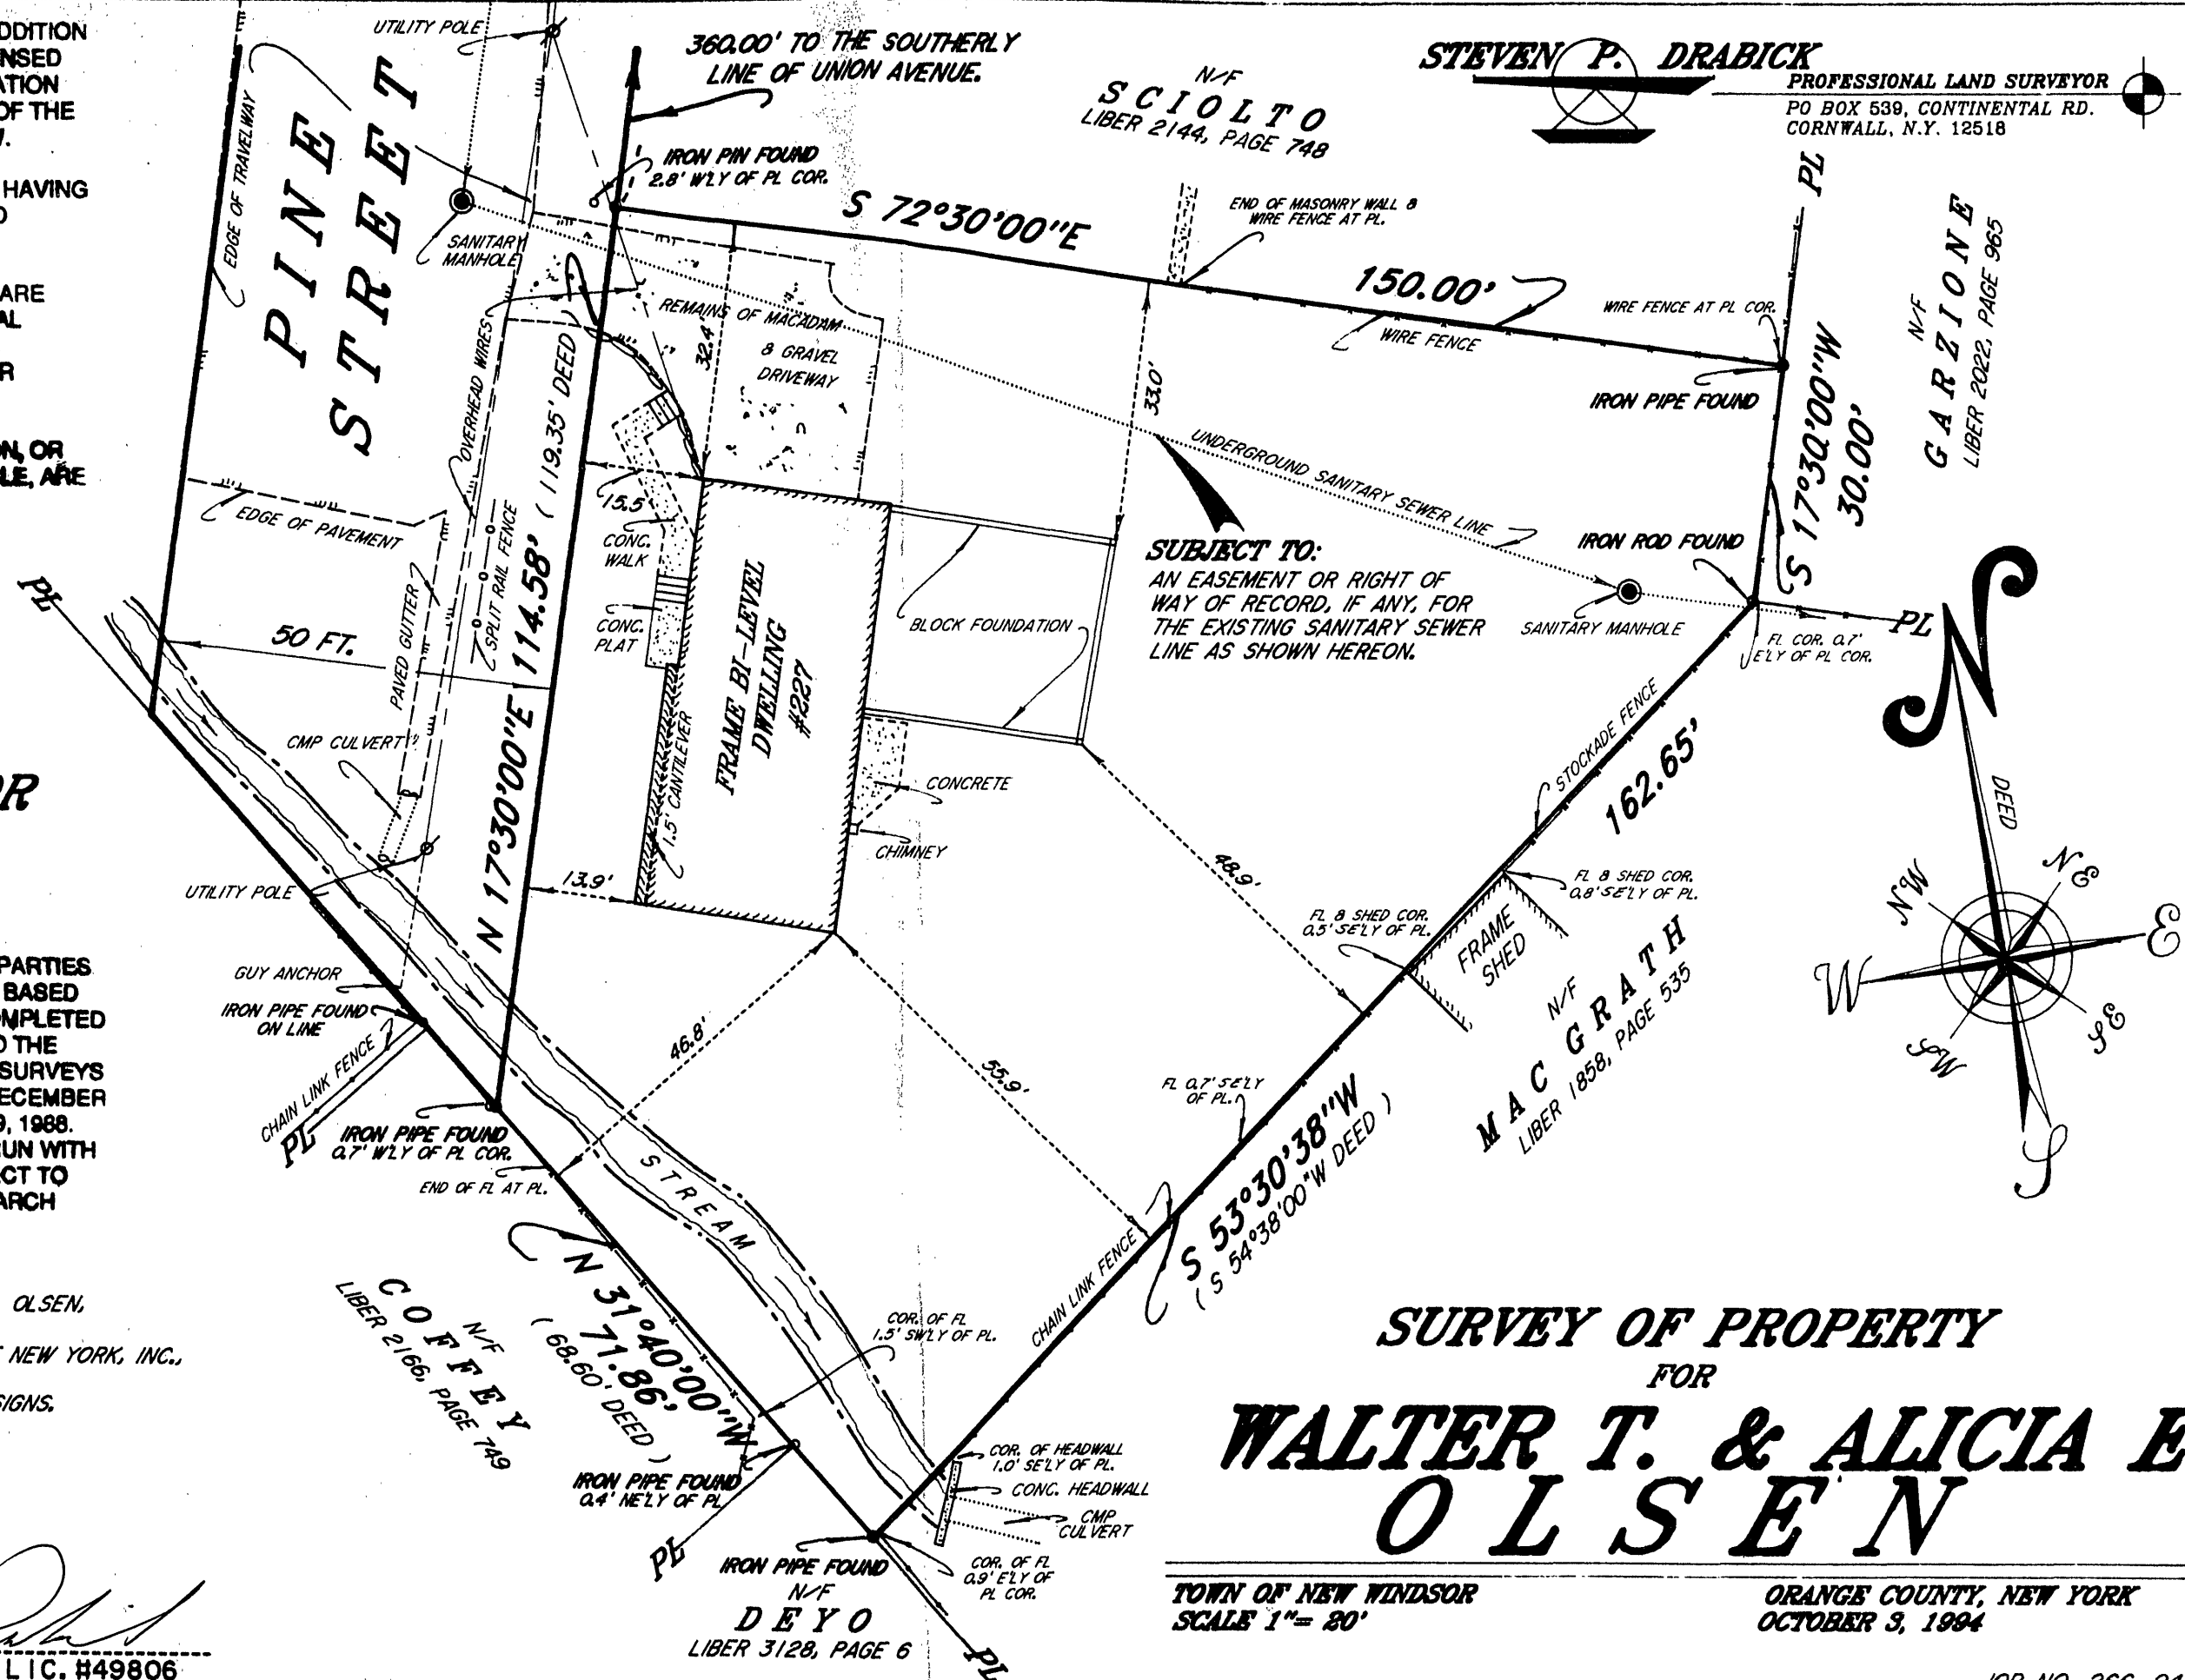 DDITION
NSED
ATION
OF THE
HAVING
ARE
AL
R
ON, OR
LE, ARE
OR
PARTIES
BASED
OMPLETED
O THE
SURVEYS
DECEMBER
9, 1988.
RUN WITH
ECT TO
ARCH
OLSEN,
NEW YORK, INC.,
SIGNS.
LIC. #49806
UTILITY POLE
360.00' TO THE SOUTHERLY
LINE OF UNION AVENUE.
N/F
SCIOLTO
LIBER 2144, PAGE 748
STEVEN P. DRABICK
PROFESSIONAL LAND SURVEYOR
PO BOX 539, CONTINENTAL RD.
CORNWALL, N.Y. 12518
EDGE OF TRAVELWAY
PINE
STREET
IRON PIN FOUND
2.8' W'LY OF PL COR.
SANITARY
MANHOLE
S 72°30'00"E
150.00'
END OF MASONRY WALL &
WIRE FENCE AT PL.
WIRE FENCE AT PL COR.
WIRE FENCE
PL
N/F
GARZIONE
LIBER 2022, PAGE 965
IRON PIPE FOUND
S 17°30'00"W
30.00'
REMAINS OF MACADAM
& GRAVEL
DRIVEWAY
32.4'
33.0'
OVERHEAD WIRES
UNDERGROUND SANITARY SEWER LINE
EDGE OF PAVEMENT
SPLIT RAIL FENCE
PAVED GUTTER
N 17°30'00"E 114.58' ( 119.35' DEED )
15.5'
CONC.
WALK
CONC.
PLAT
FRAME BI-LEVEL
DWELLING
#227
1.5' CANTILEVER
BLOCK FOUNDATION
SUBJECT TO:
AN EASEMENT OR RIGHT OF
WAY OF RECORD, IF ANY, FOR
THE EXISTING SANITARY SEWER
LINE AS SHOWN HEREON.
IRON ROD FOUND
SANITARY MANHOLE
PL
FL COR. 0.7'
E'LY OF PL COR.
PL
50 FT.
CMP CULVERT
CONCRETE
CHIMNEY
STOCKADE FENCE
162.65'
UTILITY POLE
13.9'
48.9'
FL & SHED COR.
0.8' SE'LY OF PL.
FL & SHED COR.
0.5' SE'LY OF PL.
FRAME
SHED
N
DEED
NE
E
SE
S
SW
W
NW
GUY ANCHOR
IRON PIPE FOUND
ON LINE
CHAIN LINK FENCE
PL
46.8'
55.9'
FL 0.7' SE'LY
OF PL.
N/F
MAC GRATH
LIBER 1858, PAGE 535
IRON PIPE FOUND
0.7' W'LY OF PL COR.
END OF FL AT PL.
STREAM
S 53°30'38"W
( S 54°38'00"W DEED )
CHAIN LINK FENCE
N 31°40'00"W
71.86'
( 68.60' DEED )
N/F
COFFEY
LIBER 2166, PAGE 749
COR. OF FL
1.5' SW'LY OF PL.
IRON PIPE FOUND
0.4' NE'LY OF PL
PL
COR. OF HEADWALL
1.0' SE'LY OF PL.
CONC. HEADWALL
CMP
CULVERT
COR. OF FL
0.9' E'LY OF
PL COR.
IRON PIPE FOUND
N/F
DEYO
LIBER 3128, PAGE 6
PL
SURVEY OF PROPERTY
FOR
WALTER T. & ALICIA E
OLSEN
TOWN OF NEW WINDSOR
SCALE 1"= 20'
ORANGE COUNTY, NEW YORK
OCTOBER 3, 1994